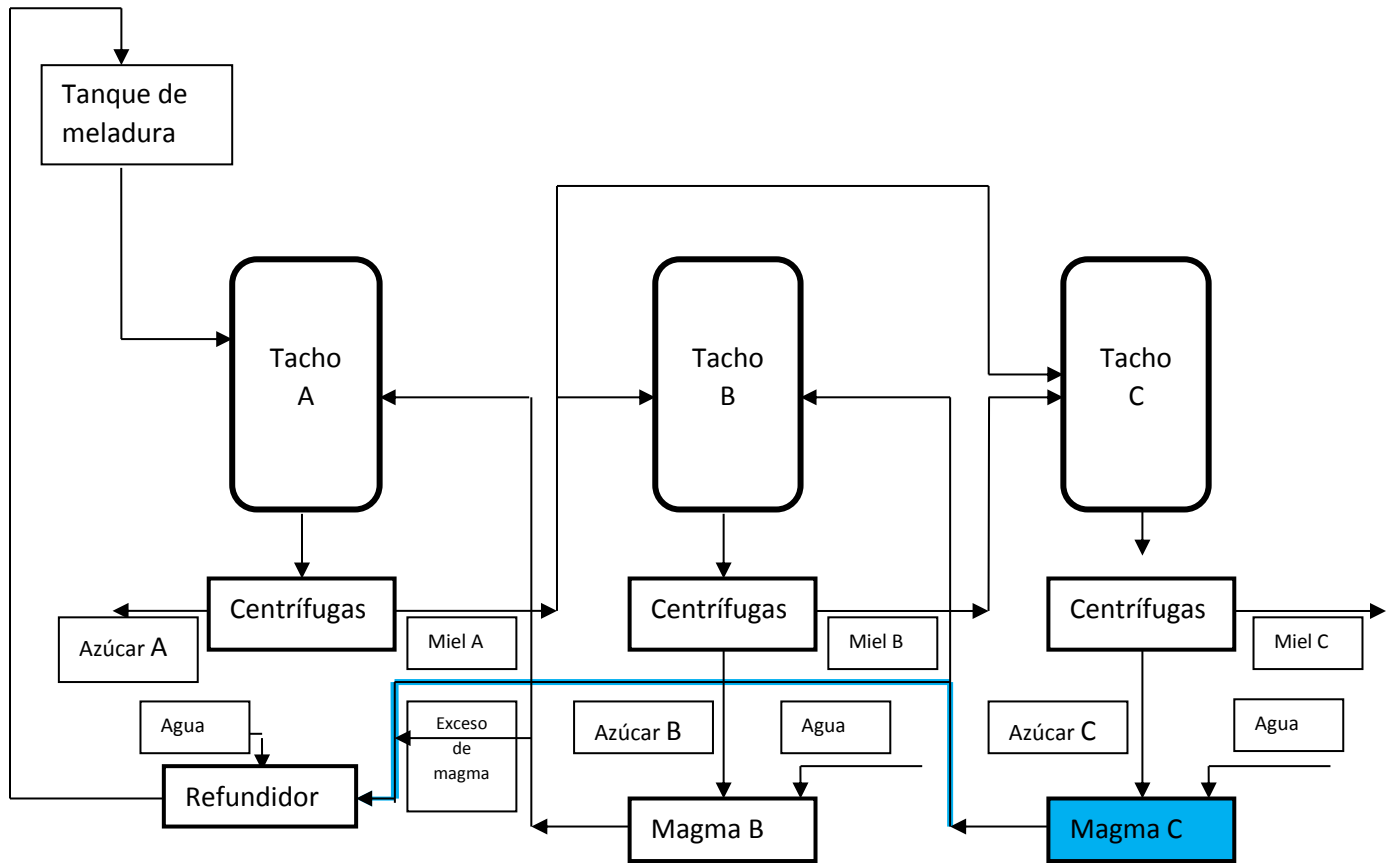 Tanque de
meladura
Tacho
A
Tacho
B
Tacho
C
Centrífugas
Centrífugas
Centrífugas
Azúcar A
Miel A
Miel B
Miel C
Agua
Exceso
de
magma
Azúcar B
Agua
Azúcar C
Agua
Refundidor
Magma B
Magma C